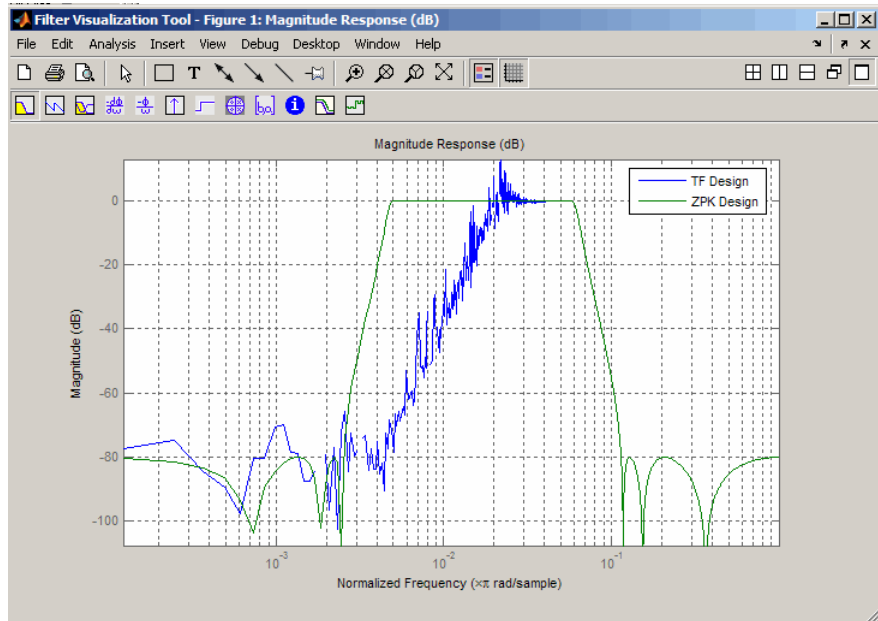 Filter Visualization Tool - Figure 1: Magnitude Response (dB)
File Edit Analysis Insert View Debug Desktop Window Help
Magnitude Response (dB)
TF Design
ZPK Design
0
-20
-40
-60
-80
-100
Magnitude (dB)
10^-3
10^-2
10^-1
Normalized Frequency (×π rad/sample)